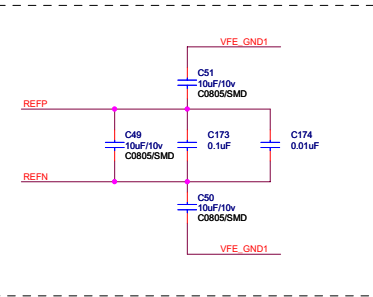 VFE_GND1
C51
10uF/10v
C0805/SMD
REFP
C49
10uF/10v
C0805/SMD
C173
0.1uF
C174
0.01uF
REFN
C50
10uF/10v
C0805/SMD
VFE_GND1